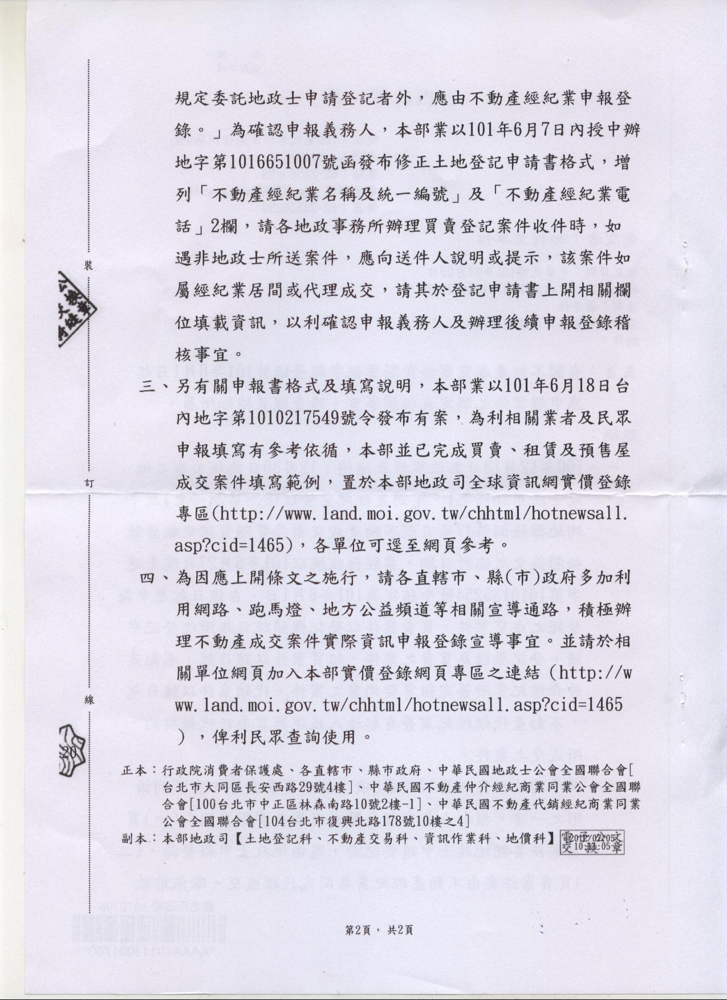 規定委託地政士申請登記者外，應由不動產經紀業申報登
錄。」為確認申報義務人，本部業以101年6月7日內授中辦
地字第1016651007號函發布修正土地登記申請書格式，增
列「不動產經紀業名稱及統一編號」及「不動產經紀業電
話」2欄，請各地政事務所辦理買賣登記案件收件時，如
遇非地政士所送案件，應向送件人說明或提示，該案件如
屬經紀業居間或代理成交，請其於登記申請書上開相關欄
位填載資訊，以利確認申報義務人及辦理後續申報登錄稽
核事宜。
三、另有關申報書格式及填寫說明，本部業以101年6月18日台
內地字第1010217549號令發布有案，為利相關業者及民眾
申報填寫有參考依循，本部並已完成買賣、租賃及預售屋
成交案件填寫範例，置於本部地政司全球資訊網實價登錄
專區(http://www.land.moi.gov.tw/chhtml/hotnewsall.
asp?cid=1465)，各單位可逕至網頁參考。
四、為因應上開條文之施行，請各直轄市、縣(市)政府多加利
用網路、跑馬燈、地方公益頻道等相關宣導通路，積極辦
理不動產成交案件實際資訊申報登錄宣導事宜。並請於相
關單位網頁加入本部實價登錄網頁專區之連結（http://w
ww.land.moi.gov.tw/chhtml/hotnewsall.asp?cid=1465
），俾利民眾查詢使用。
正本：行政院消費者保護處、各直轄市、縣市政府、中華民國地政士公會全國聯合會[
台北市大同區長安西路29號4樓]、中華民國不動產仲介經紀商業同業公會全國聯
合會[100台北市中正區林森南路10號2樓-1]、中華民國不動產代銷經紀商業同業
公會全國聯合會[104台北市復興北路178號10樓之4]
副本：本部地政司【土地登記科、不動產交易科、資訊作業科、地價科】
電子公文
交換章
10:11:05
裝
訂
線
20
第2頁，共2頁